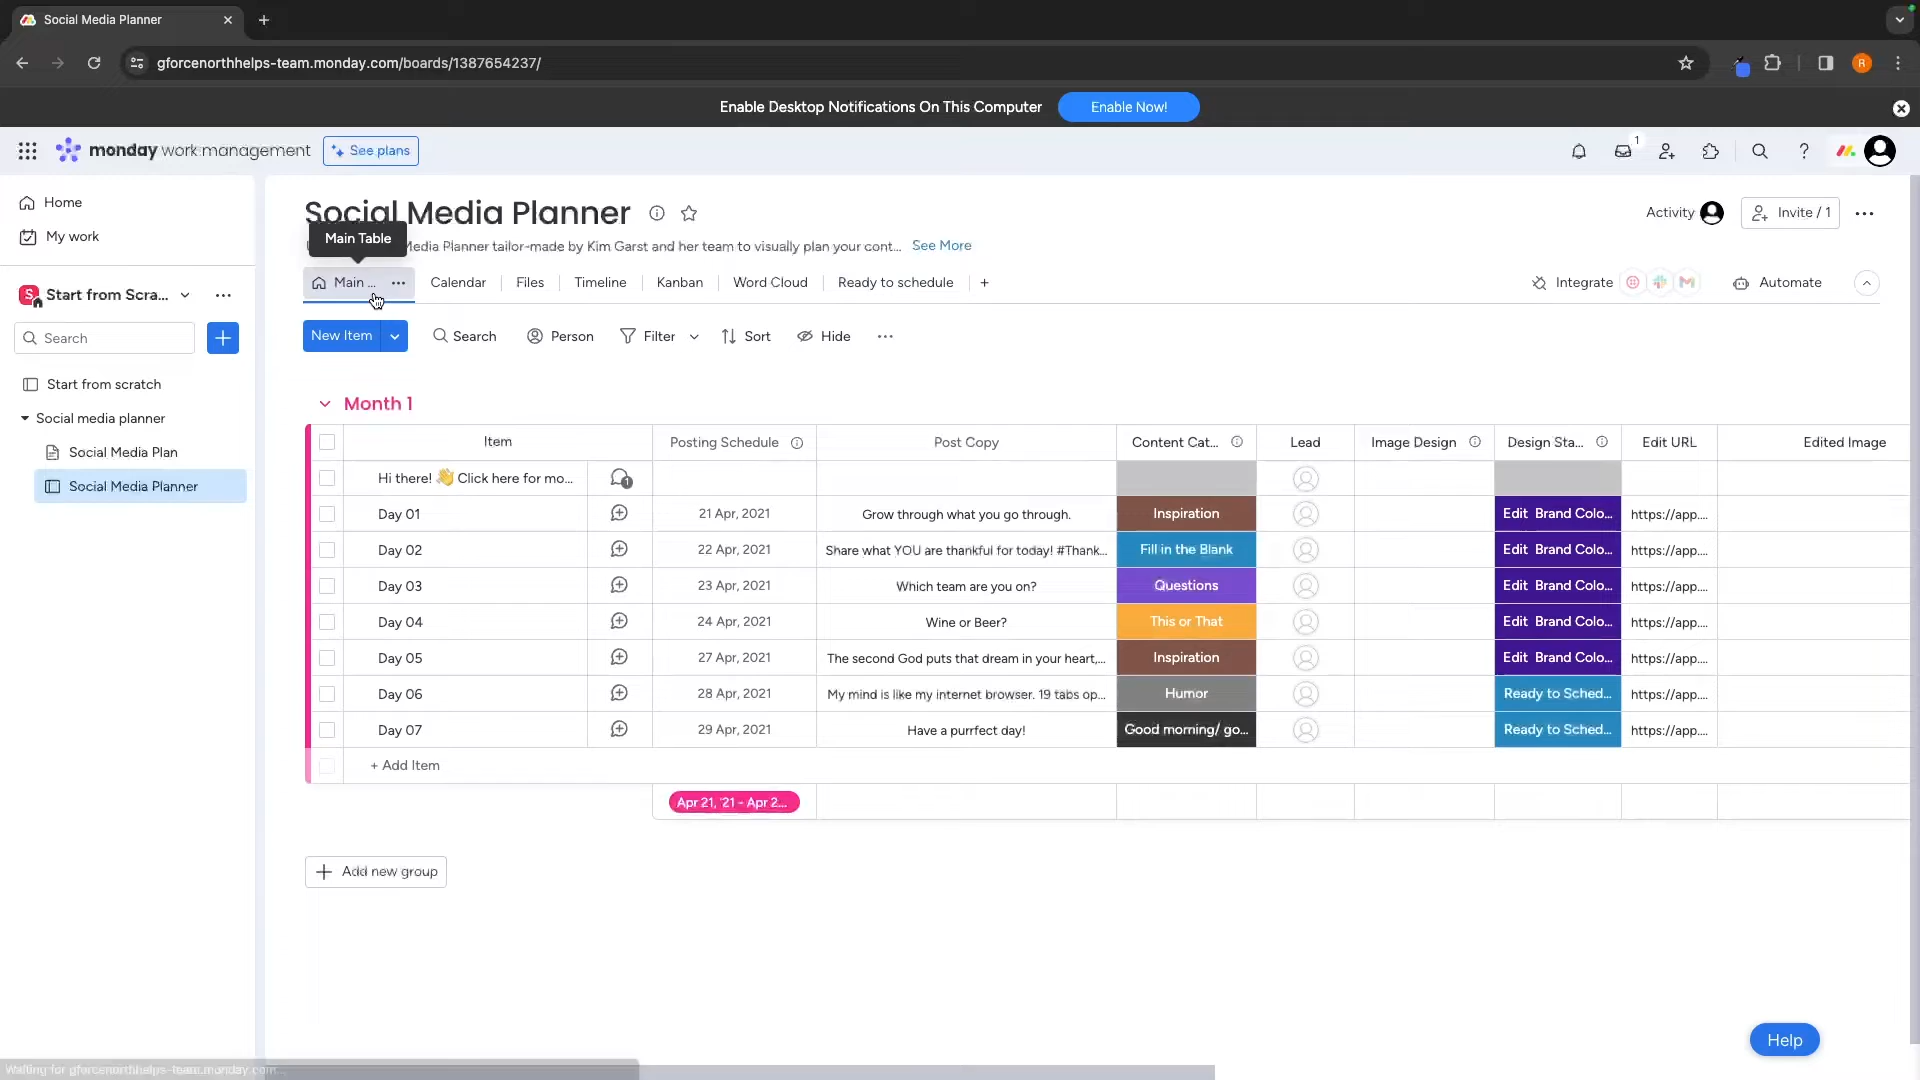 Social Media Planner
gforcenorthhelps-team.monday.com/boards/1387654237/
R
Enable Desktop Notifications On This Computer
Enable Now!
monday work management
See plans
1
Home
My work
S
Start from Scra...
Search
Start from scratch
Social media planner
Social Media Plan
Social Media Planner
Social Media Planner
Activity
Invite / 1
Main Table
Media Planner tailor-made by Kim Garst and her team to visually plan your cont...
See More
Main ...
Calendar
Files
Timeline
Kanban
Word Cloud
Ready to schedule
Integrate
Automate
New Item
Search
Person
Filter
Sort
Hide
Month 1
Item
Posting Schedule
Post Copy
Content Cat...
Lead
Image Design
Design Sta...
Edit URL
Edited Image
Hi there! 👋 Click here for mo...
1
Day 01
21 Apr, 2021
Grow through what you go through.
Inspiration
Edit Brand Colo...
https://app....
Day 02
22 Apr, 2021
Share what YOU are thankful for today! #Thank...
Fill in the Blank
Edit Brand Colo...
https://app....
Day 03
23 Apr, 2021
Which team are you on?
Questions
Edit Brand Colo...
https://app....
Day 04
24 Apr, 2021
Wine or Beer?
This or That
Edit Brand Colo...
https://app....
Day 05
27 Apr, 2021
The second God puts that dream in your heart,...
Inspiration
Edit Brand Colo...
https://app....
Day 06
28 Apr, 2021
My mind is like my internet browser. 19 tabs op...
Humor
Ready to Sched...
https://app....
Day 07
29 Apr, 2021
Have a purrfect day!
Good morning/ go...
Ready to Sched...
https://app....
+ Add Item
Apr 21, '21 - Apr 2...
Add new group
Help
Waiting for gforcenorthhelps-team.monday.com...